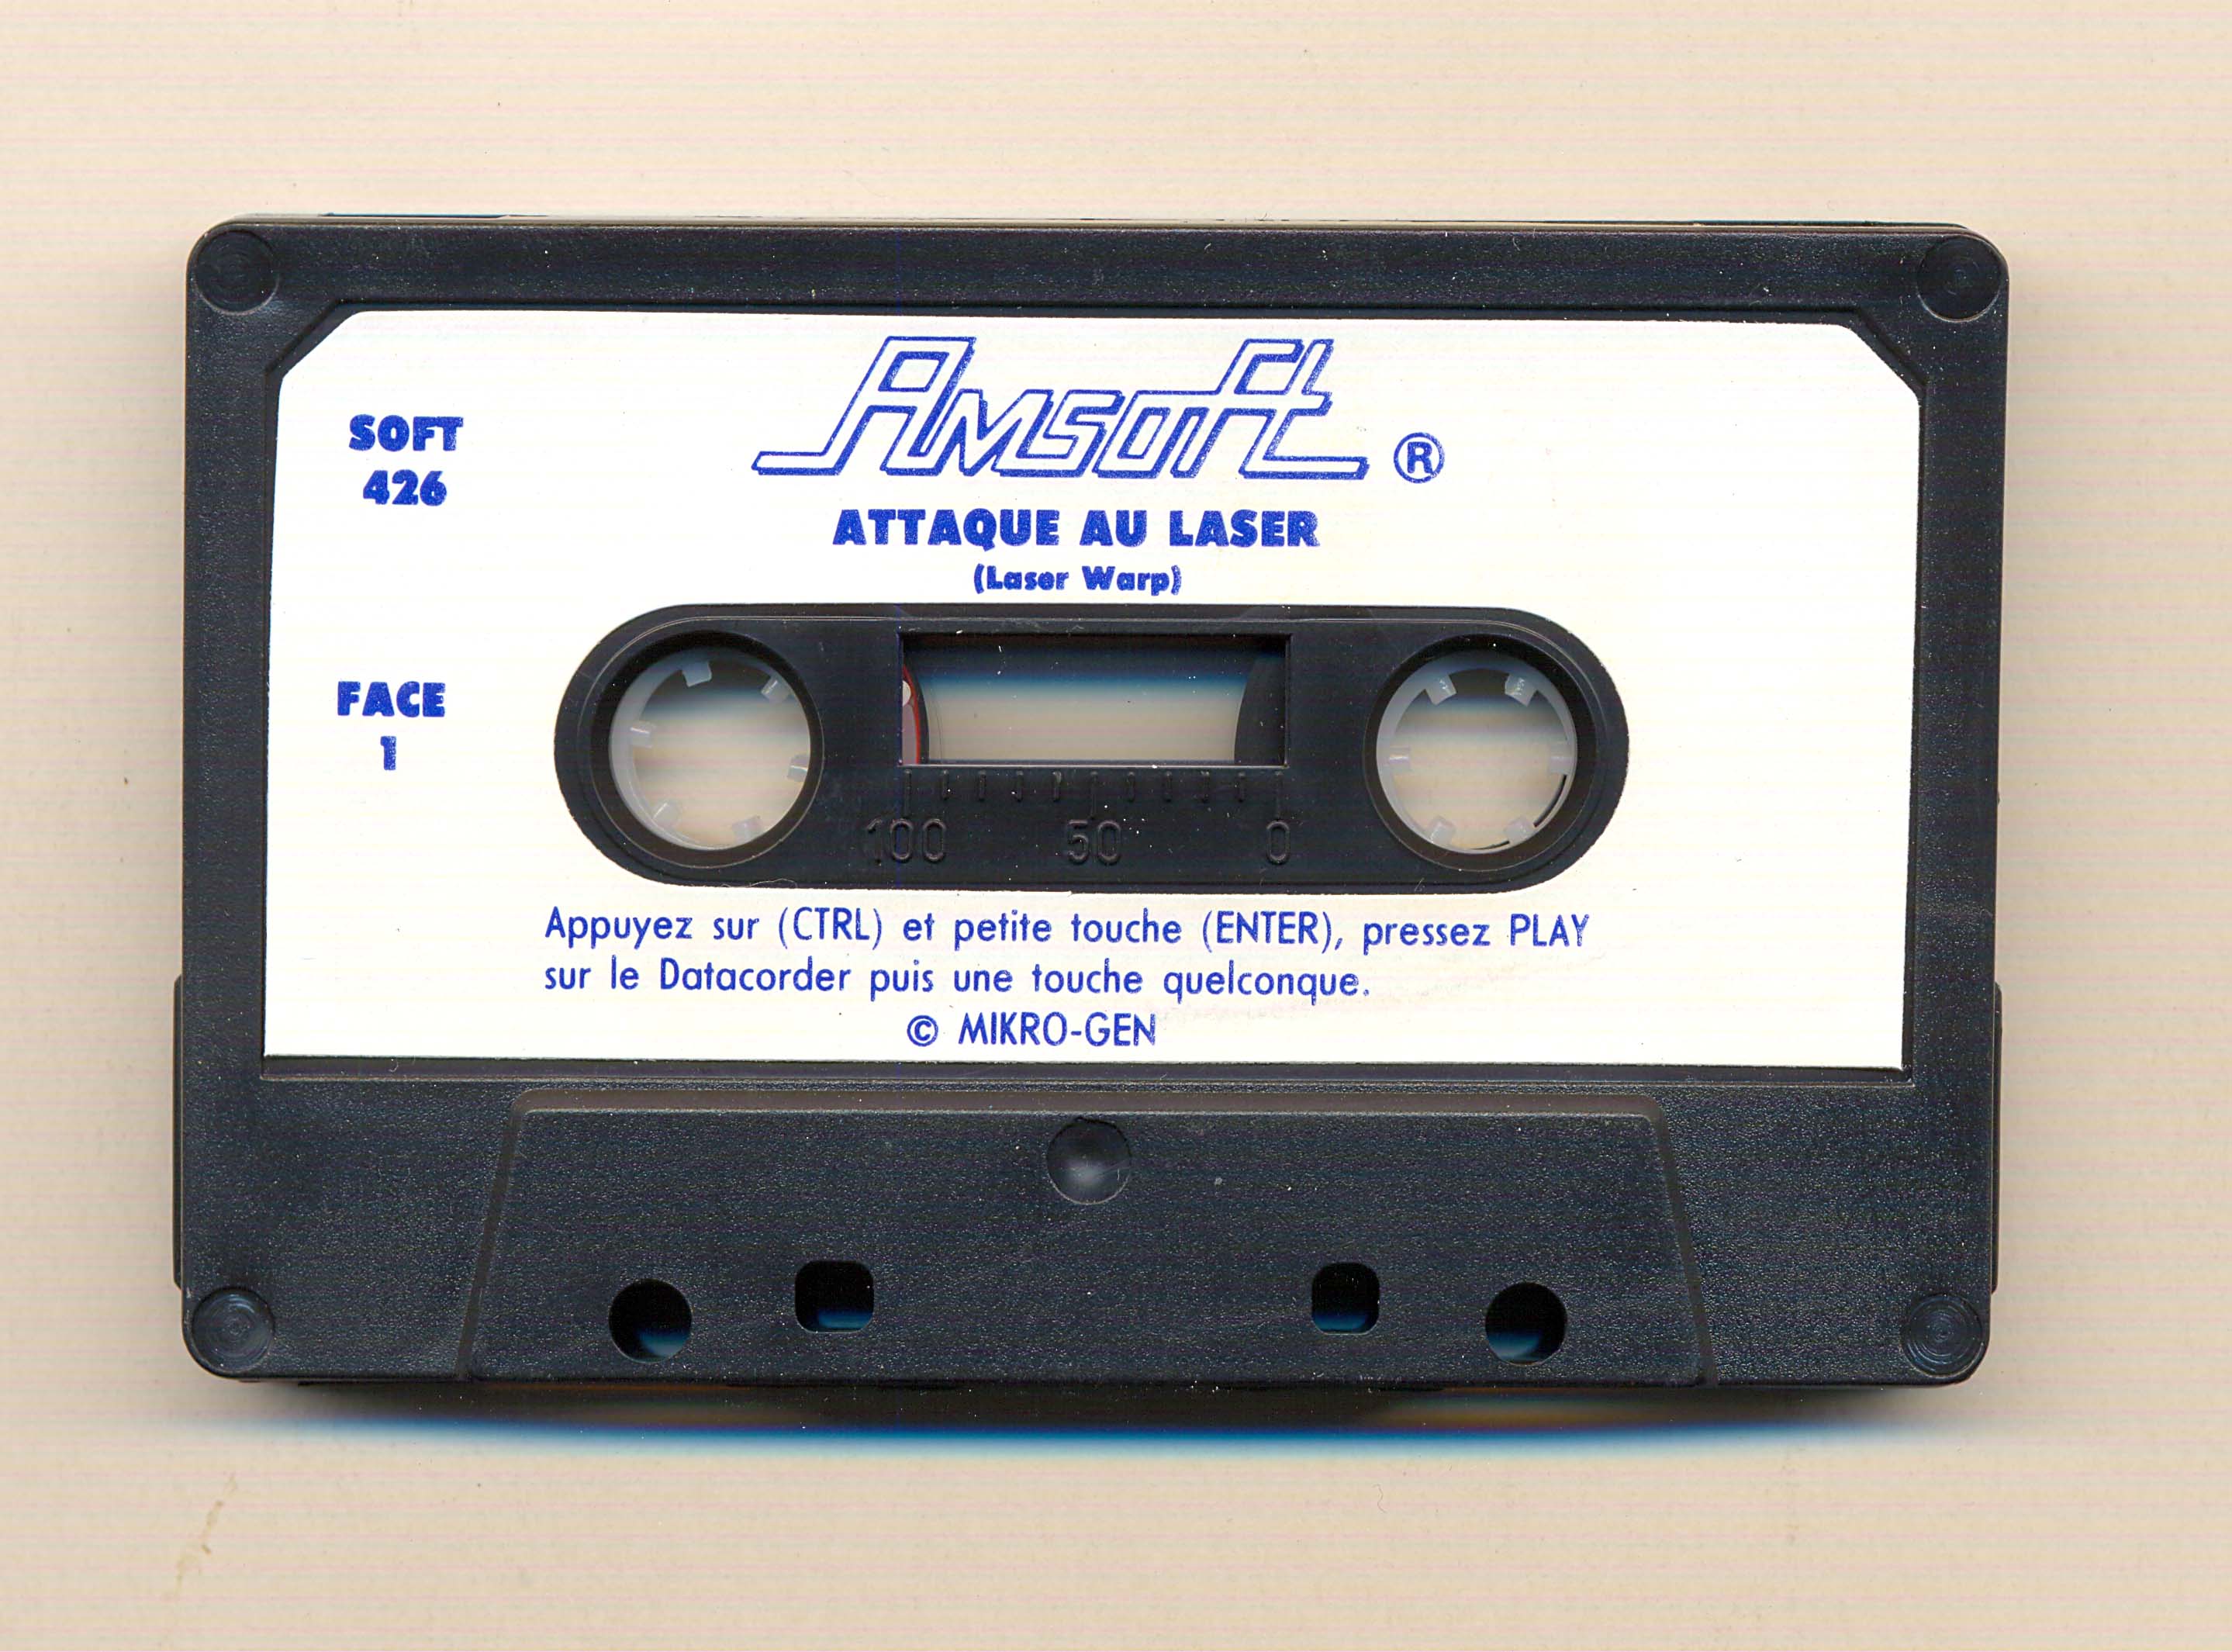 Amsoft ®
SOFT
426
ATTAQUE AU LASER
(Laser Warp)
FACE
1
100 50 0
Appuyez sur (CTRL) et petite touche (ENTER), pressez PLAY
sur le Datacorder puis une touche quelconque.
© MIKRO-GEN